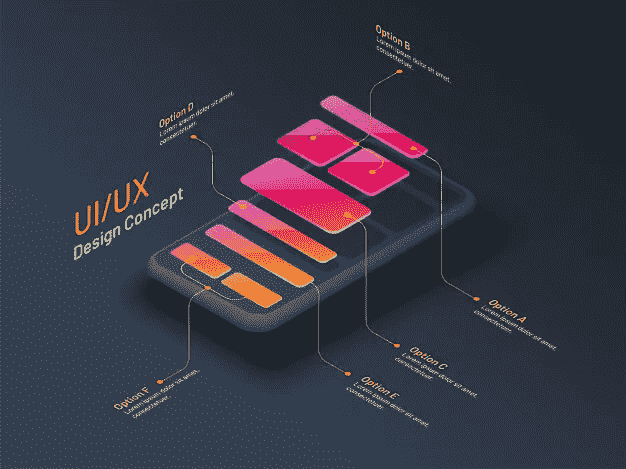 Option B
Lorem ipsum dolor sit amet,
consectetuer.
Option D
Lorem ipsum dolor sit amet,
consectetuer.
UI/UX
Design Concept
Option A
Lorem ipsum dolor sit amet,
consectetuer.
Option C
Lorem ipsum dolor sit amet,
consectetuer.
Option E
Lorem ipsum dolor sit amet,
consectetuer.
Option F
Lorem ipsum dolor sit amet,
consectetuer.